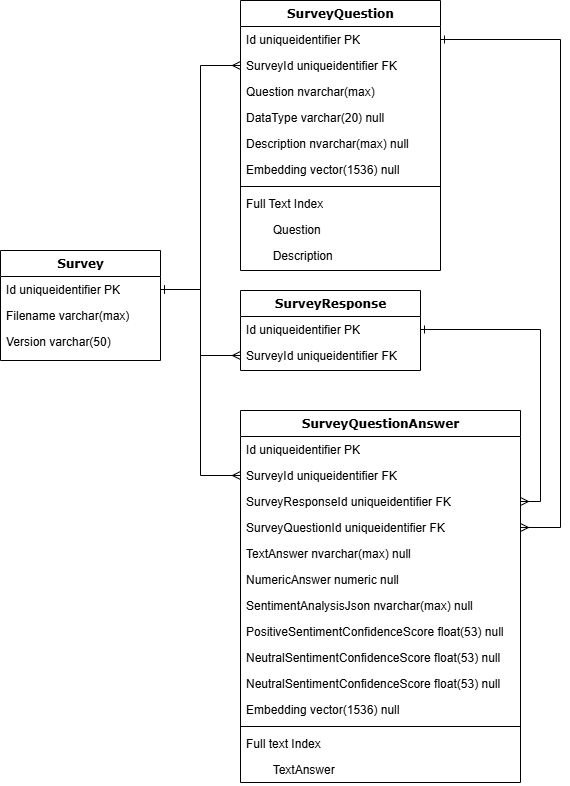 SurveyQuestion
Id uniqueidentifier PK
SurveyId uniqueidentifier FK
Question nvarchar(max)
DataType varchar(20) null
Description nvarchar(max) null
Embedding vector(1536) null
Full Text Index
Question
Description
Survey
Id uniqueidentifier PK
Filename varchar(max)
Version varchar(50)
SurveyResponse
Id uniqueidentifier PK
SurveyId uniqueidentifier FK
SurveyQuestionAnswer
Id uniqueidentifier PK
SurveyId uniqueidentifier FK
SurveyResponseId uniqueidentifier FK
SurveyQuestionId uniqueidentifier FK
TextAnswer nvarchar(max) null
NumericAnswer numeric null
SentimentAnalysisJson nvarchar(max) null
PositiveSentimentConfidenceScore float(53) null
NeutralSentimentConfidenceScore float(53) null
NeutralSentimentConfidenceScore float(53) null
Embedding vector(1536) null
Full text Index
TextAnswer